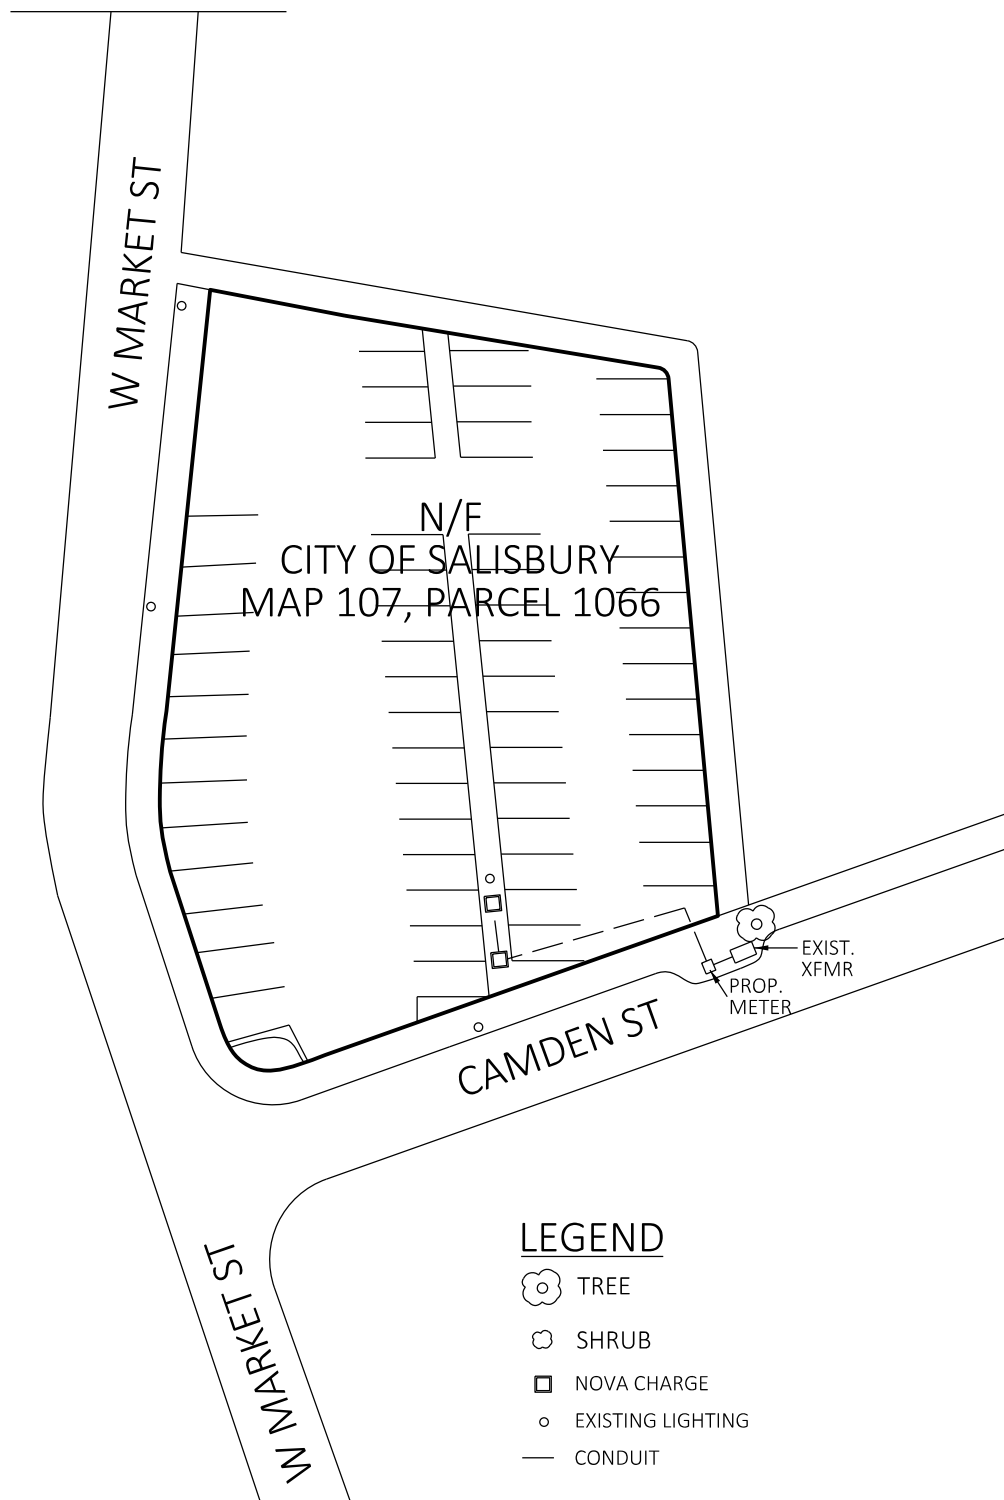 W MARKET ST
N/F
CITY OF SALISBURY
MAP 107, PARCEL 1066
EXIST.
XFMR
PROP.
METER
CAMDEN ST
W MARKET ST
LEGEND
TREE
SHRUB
NOVA CHARGE
EXISTING LIGHTING
CONDUIT